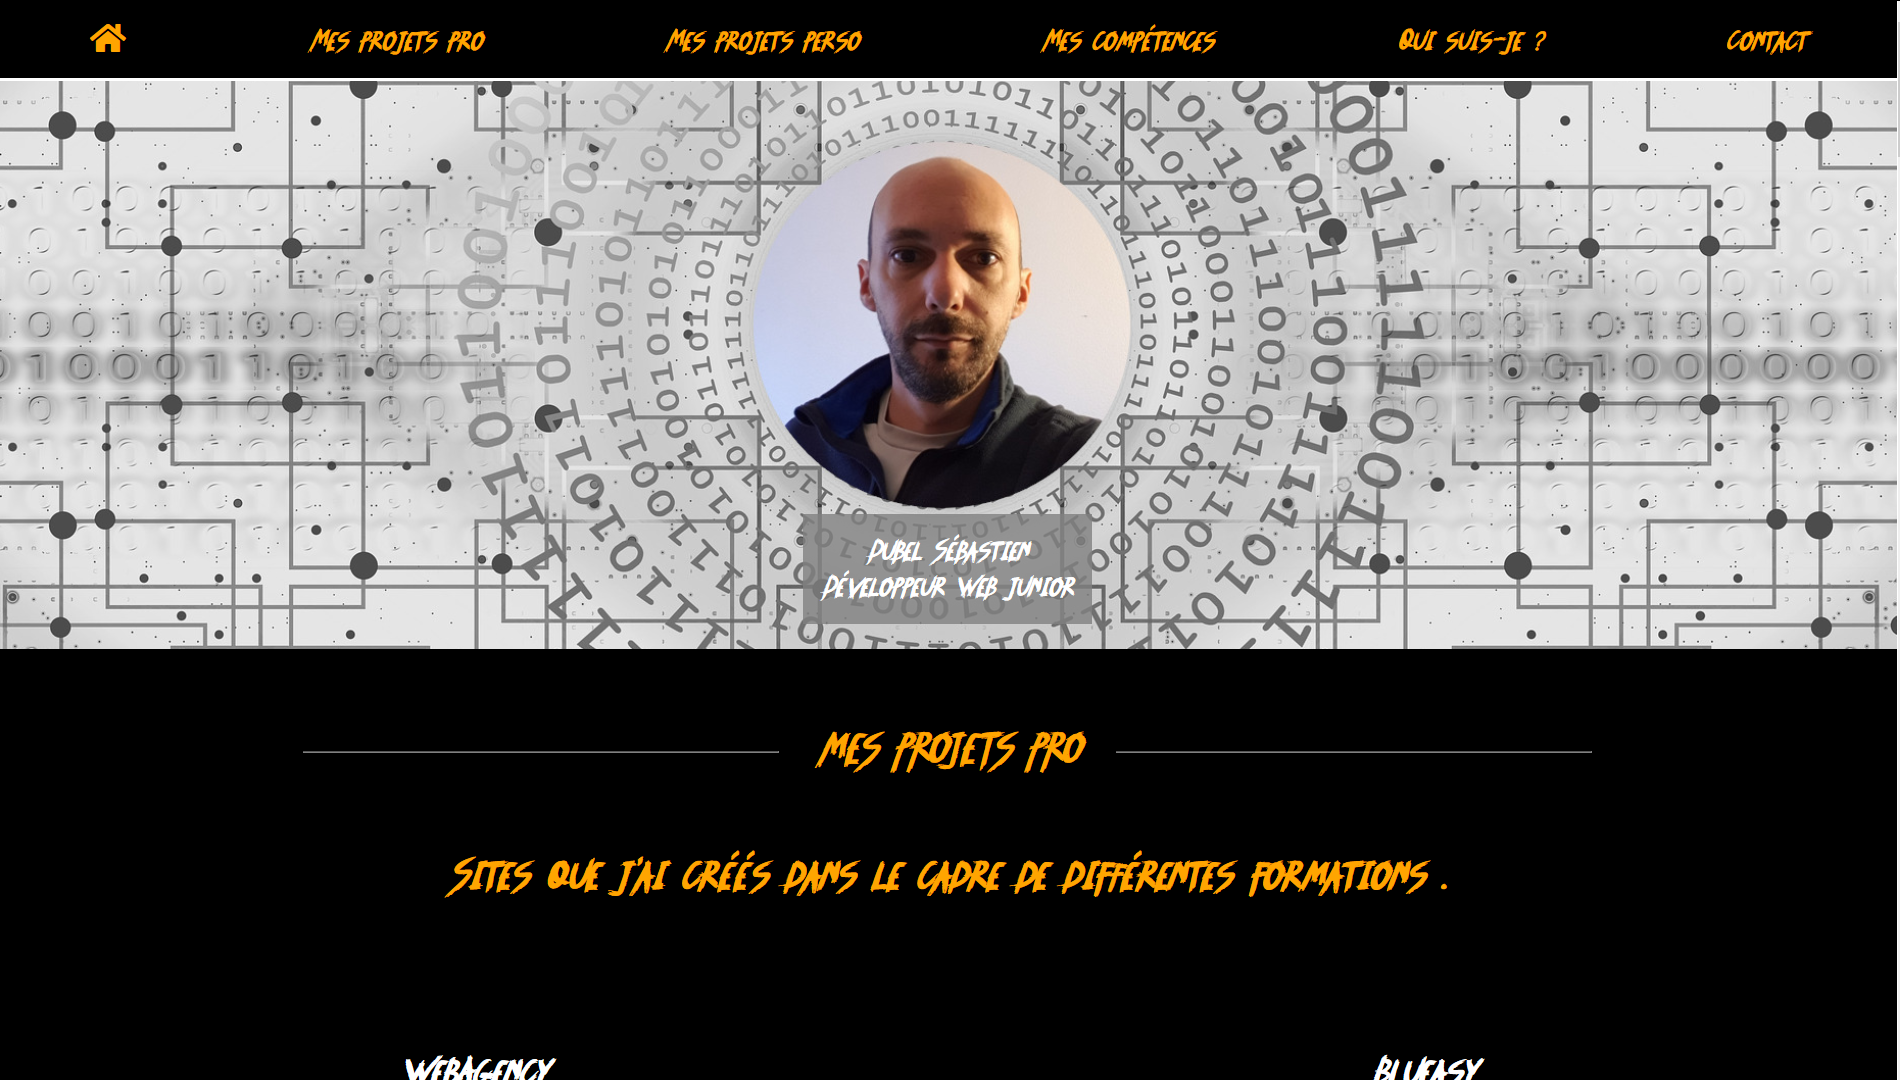 Mes projets pro
Mes projets perso
Mes compétences
Qui suis-je ?
Contact
Dubel Sébastien
Développeur web junior
Mes projets pro
Sites que j'ai créés dans le cadre de différentes formations .
WebAgency
Blueasy